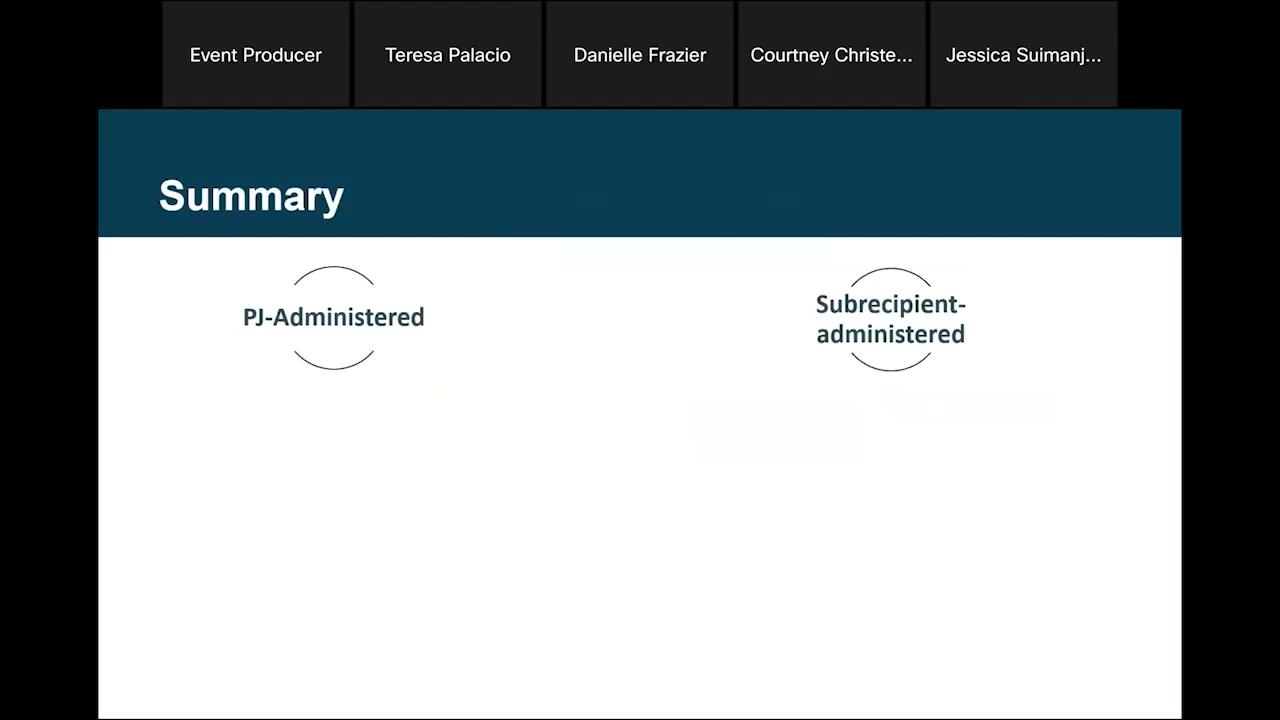 Event Producer
Teresa Palacio
Danielle Frazier
Courtney Christe...
Jessica Suimanj...
Summary
PJ-Administered
Subrecipient-
administered